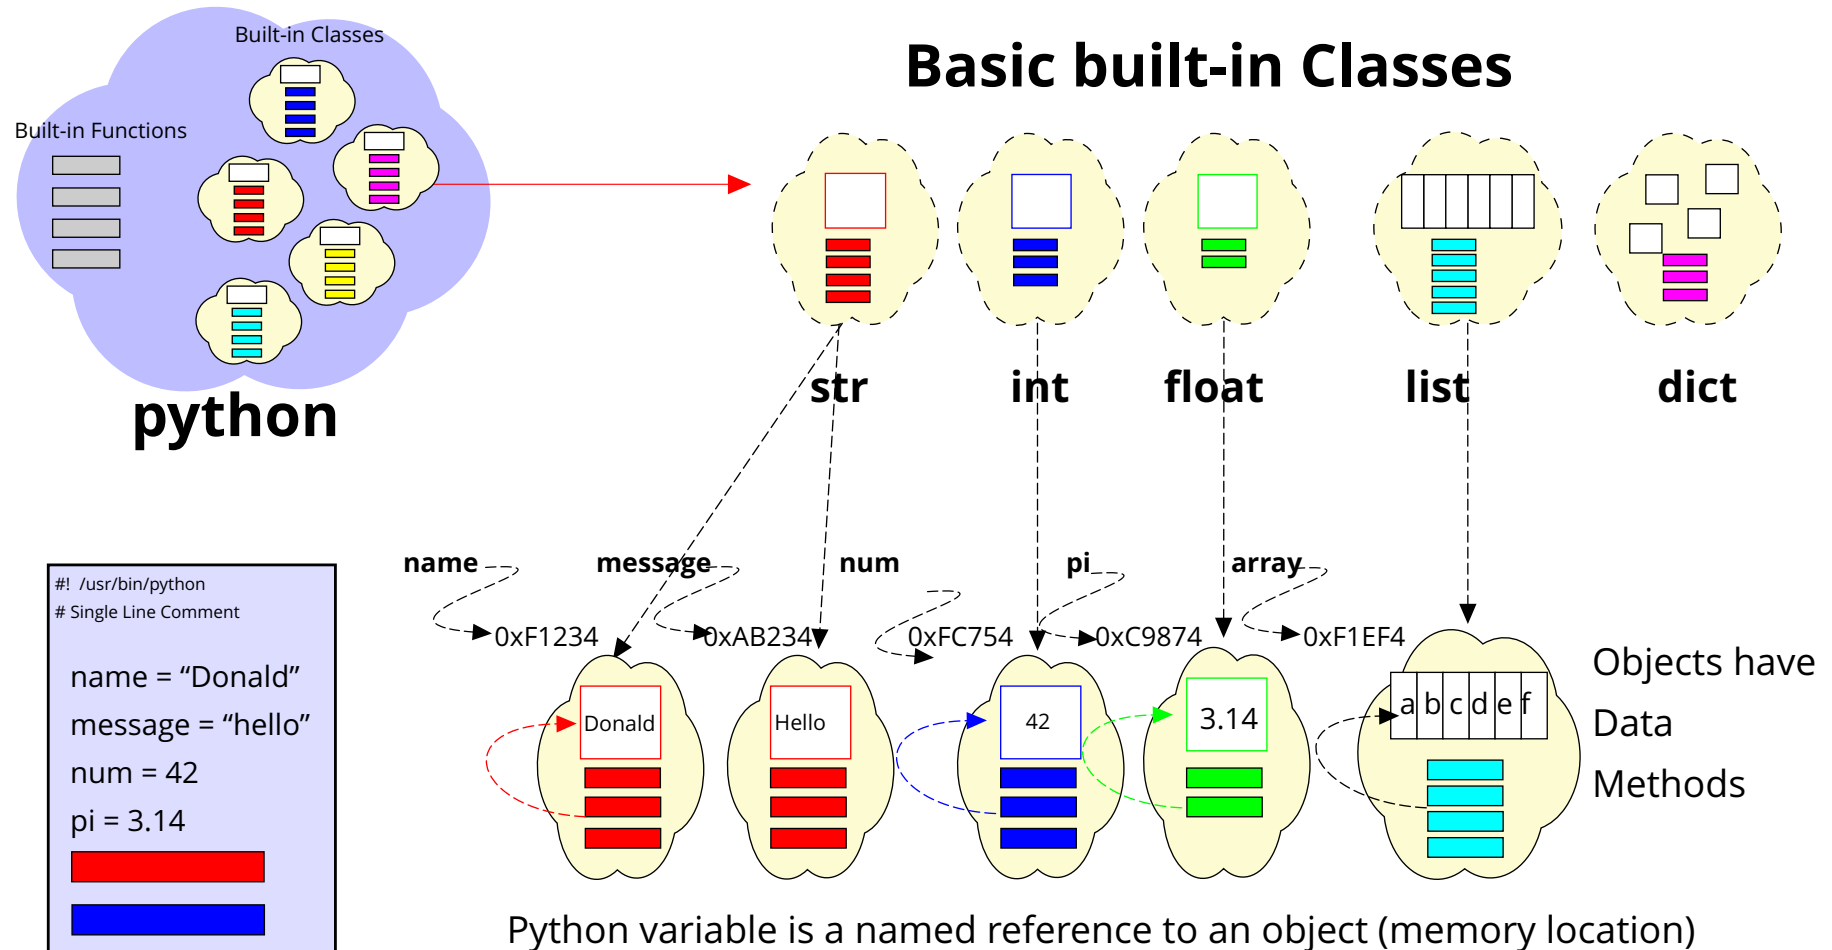 Built-in Classes
Basic built-in Classes
Built-in Functions
python
str int float list dict
name message num pi array
0xF1234 0xAB234 0xFC754 0xC9874 0xF1EF4
#! /usr/bin/python
# Single Line Comment
name = “Donald”
message = “hello”
num = 42
pi = 3.14
Donald Hello 42 3.14 a b c d e f
Objects have
Data
Methods
Python variable is a named reference to an object (memory location)